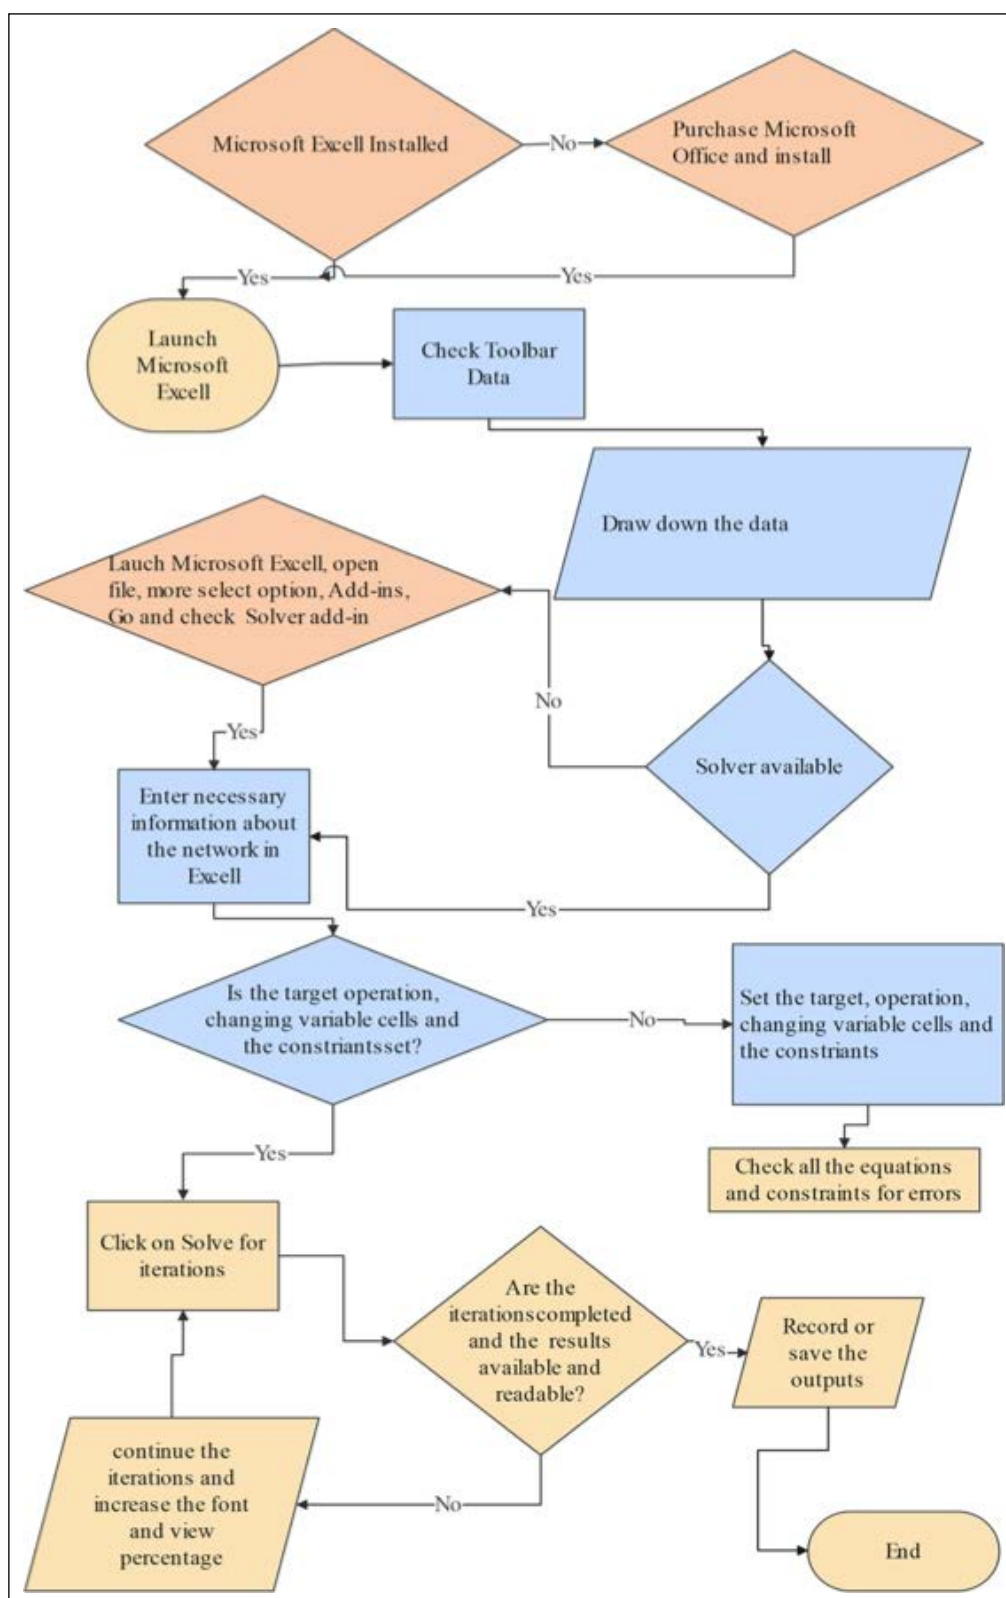 Microsoft Excell Installed
No
Purchase Microsoft
Office and install
Yes
Yes
Launch
Microsoft
Excell
Check Toolbar
Data
Draw down the data
Lauch Microsoft Excell, open
file, more select option, Add-ins,
Go and check Solver add-in
No
Solver available
Yes
Enter necessary
information about
the network in
Excell
Yes
Is the target operation,
changing variable cells and
the constriantsset?
No
Set the target, operation,
changing variable cells and
the constriants
Yes
Check all the equations
and constraints for errors
Click on Solve for
iterations
Are the
iterationscompleted
and the results
available and
readable?
Yes
Record or
save the
outputs
continue the
iterations and
increase the font
and view
percentage
No
End